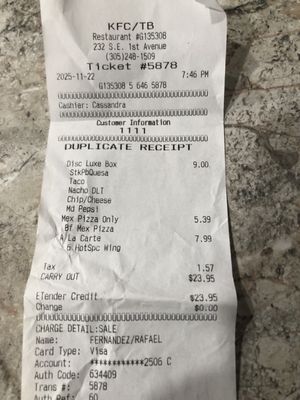 KFC/TB
Restaurant #G135308
232 S.E. 1st Avenue
(305)248-1509
Ticket #5878
2025-11-22 7:46 PM
G135308 5 646 5878
Cashier: Cassandra
Customer Information
1111
DUPLICATE RECEIPT
Disc Luxe Box 9.00
StkPbQuesa
Taco
Nacho DLT
Chip/Cheese
Md Pepsi
Mex Pizza Only 5.39
Bf Mex Pizza
A/La Carte 7.99
6 HotSpc Wing
Tax 1.57
CARRY OUT $23.95
ETender Credit $23.95
Change $0.00
CHARGE DETAIL:SALE
Name: FERNANDEZ/RAFAEL
Card Type: Visa
Account: ************2506 C
Auth Code: 634409
Trans #: 5878
Auth Ref: 60